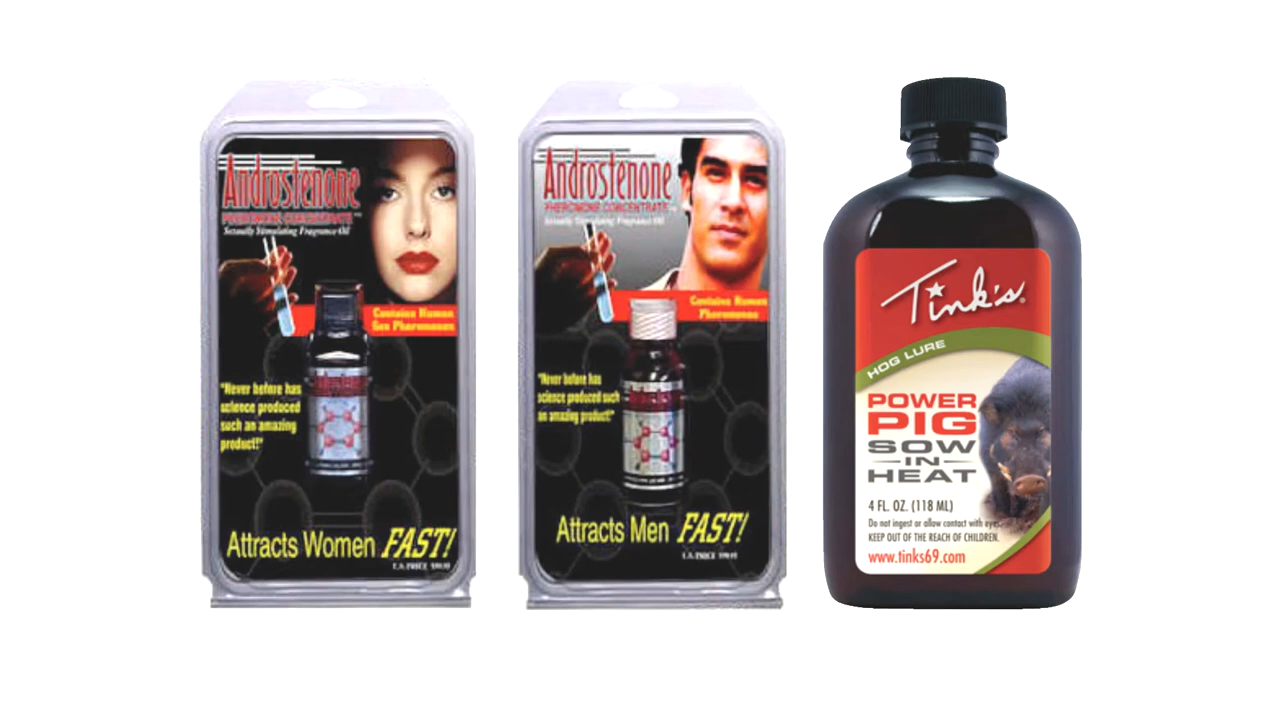 Androstenone
PHEROMONE CONCENTRATE™
Sexually Stimulating Fragrance Oil
Contains Human
Sex Pheromones
"Never before has
science produced
such an amazing
product!"
Attracts Women FAST!
Androstenone
PHEROMONE CONCENTRATE™
Sexually Stimulating Fragrance Oil
Contains Human
Pheromones
"Never before has
science produced such
an amazing product!"
Attracts Men FAST!
Tink's®
HOG LURE
POWER
PIG
SOW
IN
HEAT
4 FL. OZ. (118 ML)
Do not ingest or allow contact with eyes.
KEEP OUT OF THE REACH OF CHILDREN.
www.tinks69.com